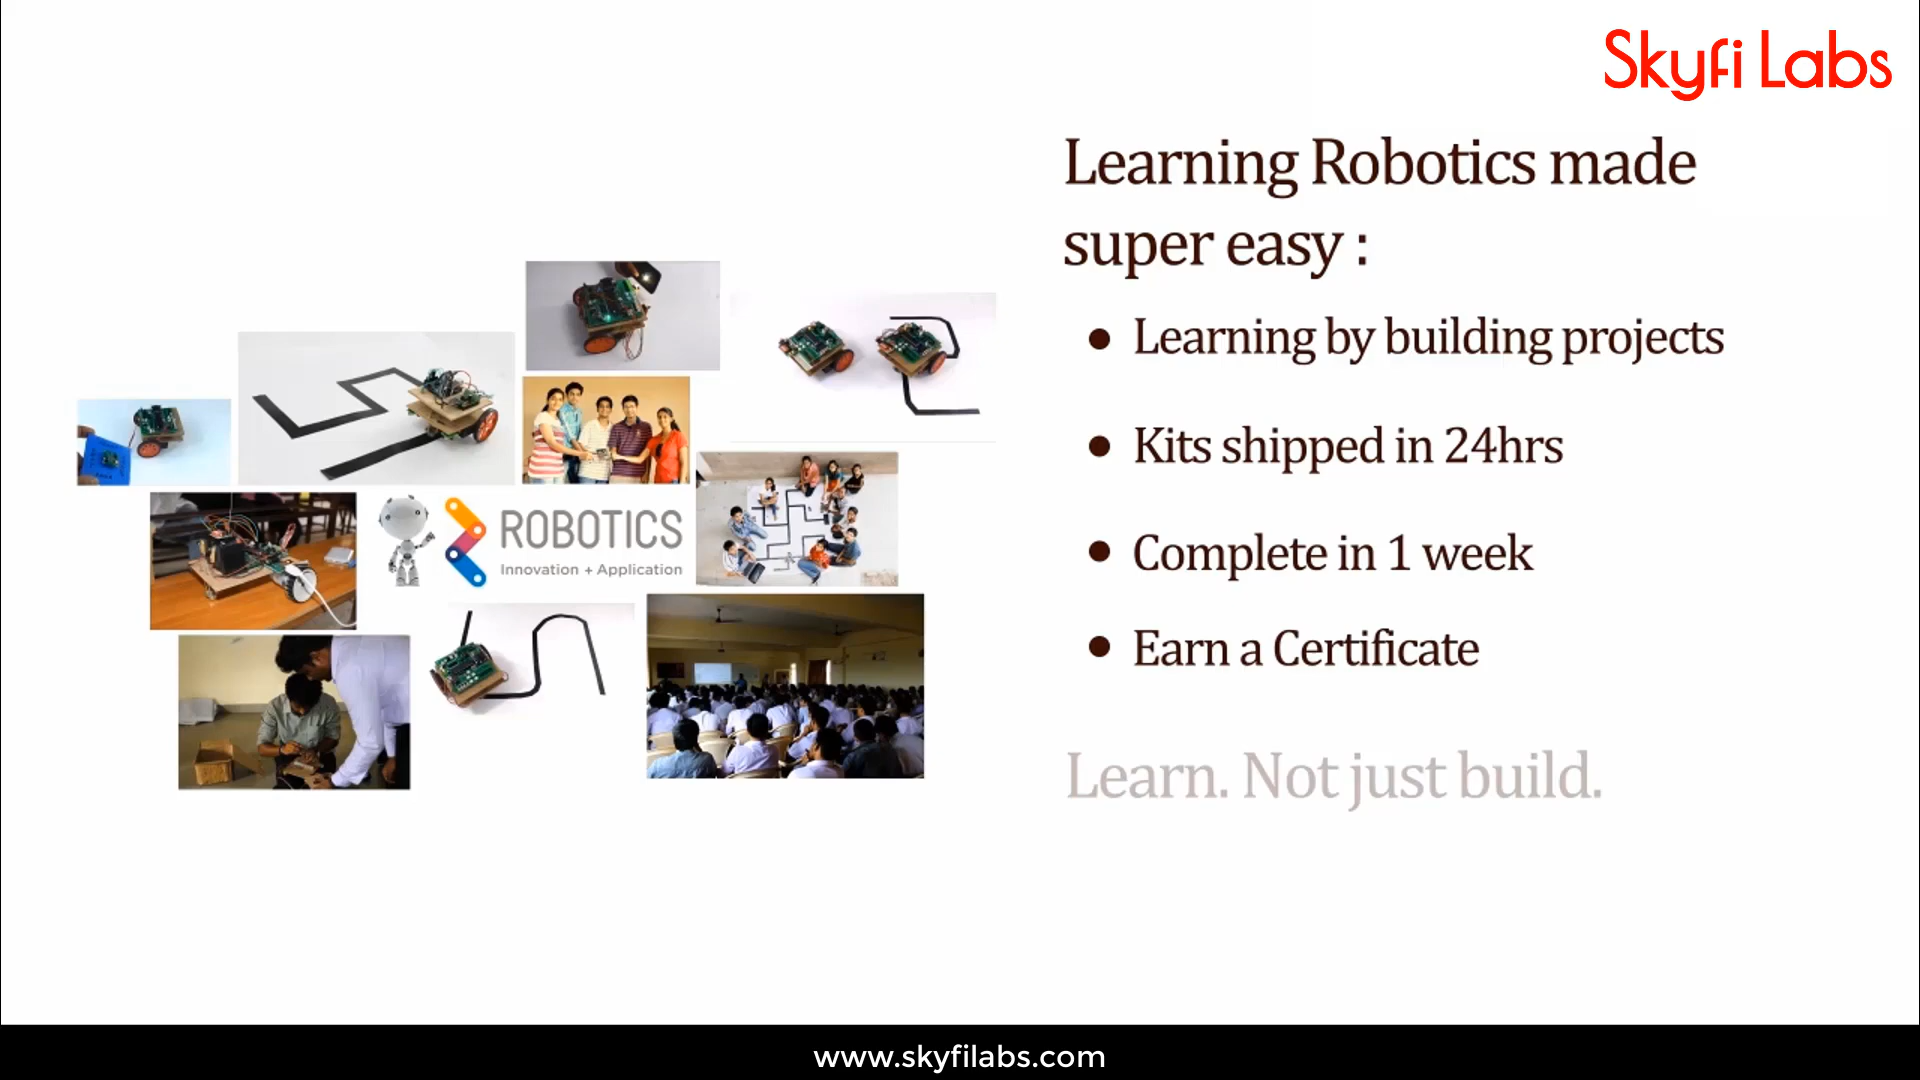 Skyfi Labs
Learning Robotics made
super easy :
• Learning by building projects
• Kits shipped in 24hrs
• Complete in 1 week
• Earn a Certificate
Learn. Not just build.
ROBOTICS
Innovation + Application
www.skyfilabs.com